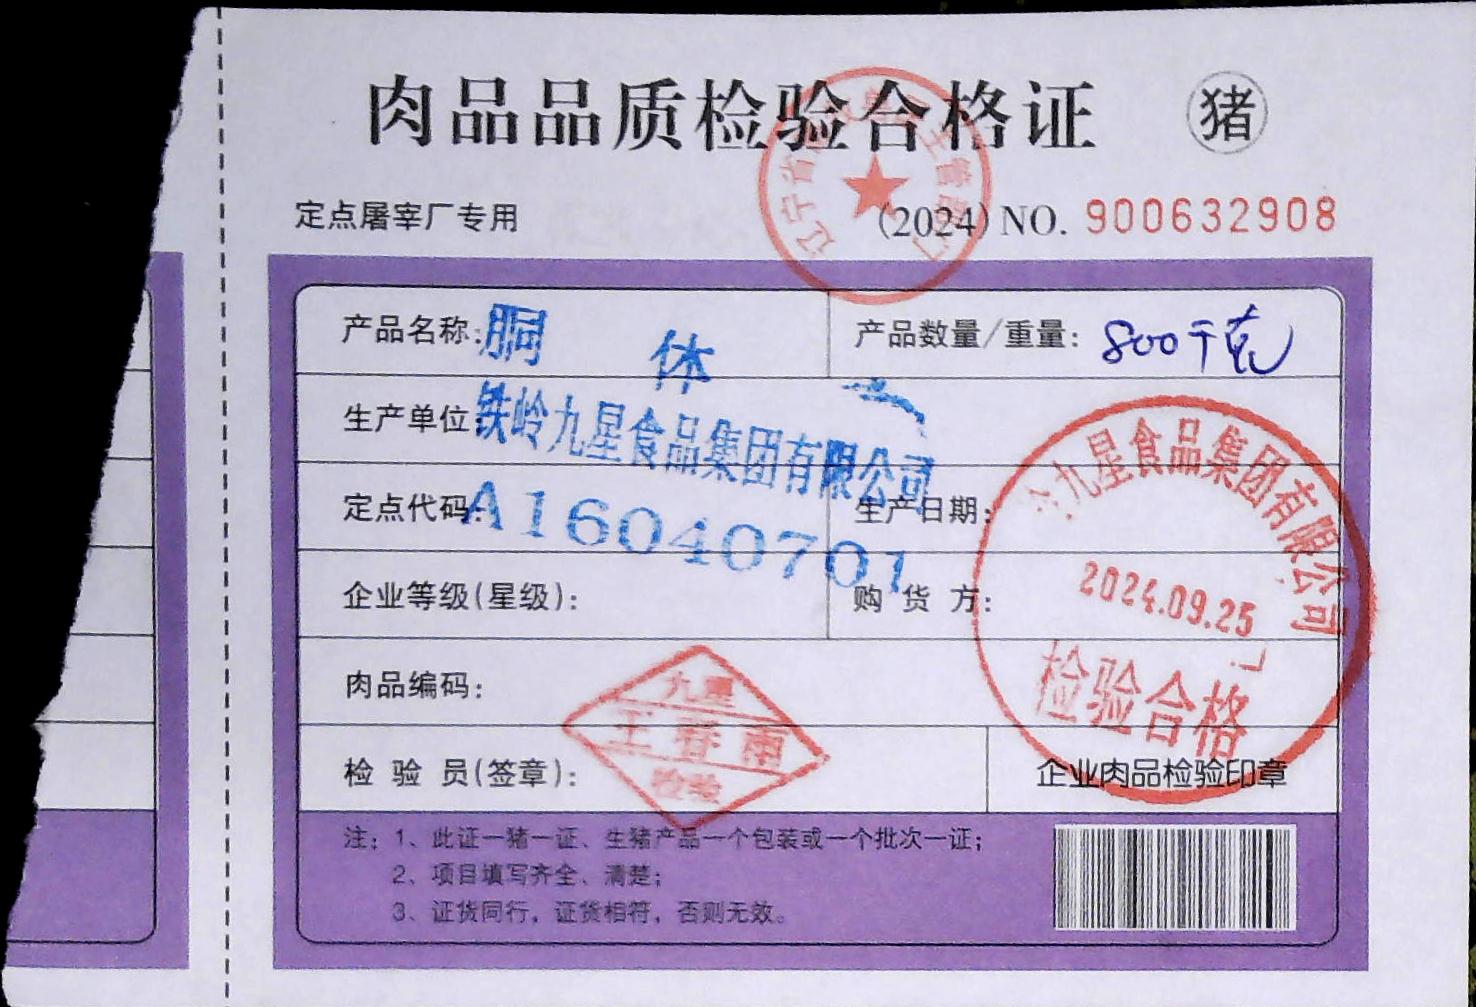 肉品品质检验合格证 猪
定点屠宰厂专用 (2024) NO. 900632908
产品名称: 胴 体 产品数量/重量: 800千克
生产单位 铁岭九星食品集团有限公司
定点代码: A16040701 生产日期:
企业等级(星级): 购 货 方:
九星食品集团有限公司
2024.09.25
检验合格
肉品编码:
九星
王春南
检验
检 验 员(签章): 企业肉品检验印章
注: 1、此证一猪一证、生猪产品一个包装或一个批次一证;
2、项目填写齐全、清楚;
3、证货同行, 证货相符, 否则无效。